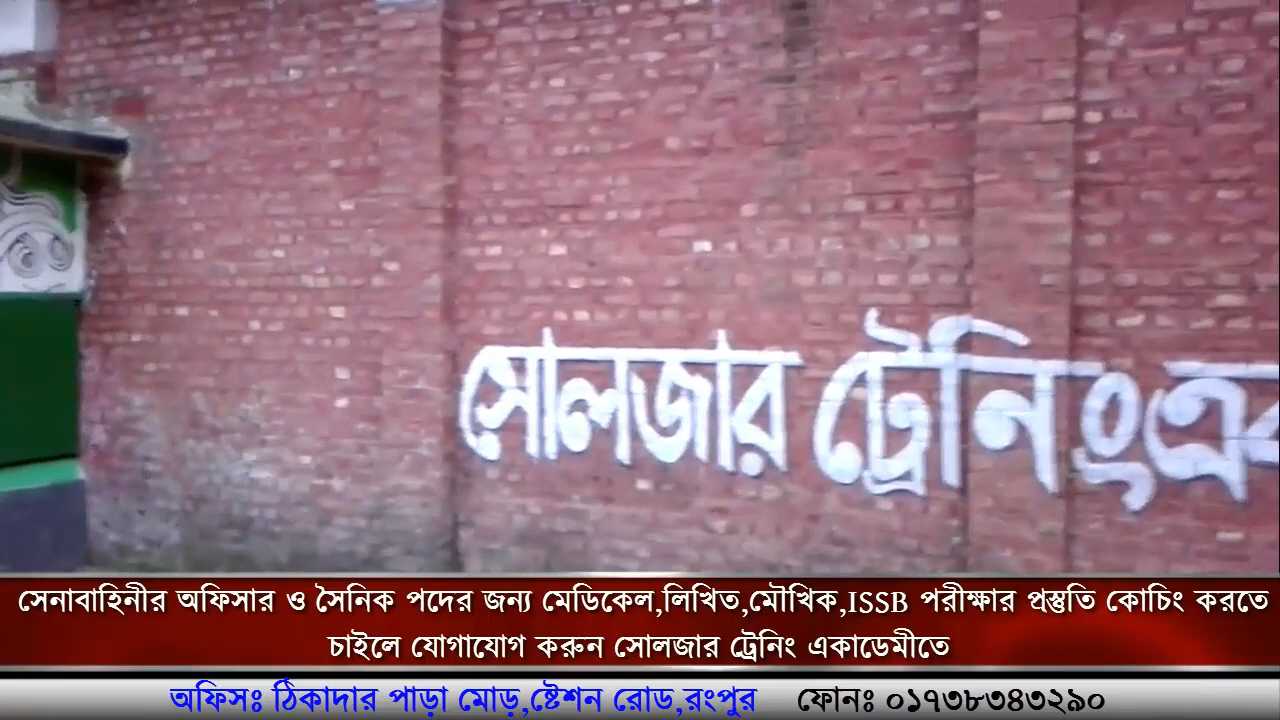 সোলজার ট্রেনিং
সেনাবাহিনীর অফিসার ও সৈনিক পদের জন্য মেডিকেল,লিখিত,মৌখিক,ISSB পরীক্ষার প্রস্তুতি কোচিং করতে
চাইলে যোগাযোগ করুন সোলজার ট্রেনিং একাডেমীতে
অফিসঃ ঠিকাদার পাড়া মোড়,ষ্টেশন রোড,রংপুর ফোনঃ ০১৭৩৮৩৪৩২৯০